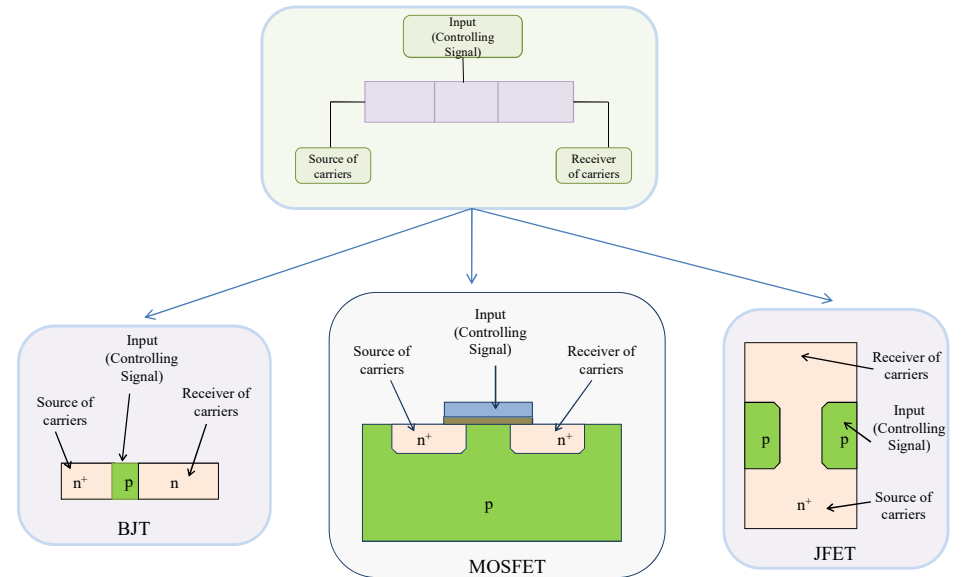 Input
(Controlling
Signal)
Source of
carriers
Receiver
of carriers
Input
(Controlling
Signal)
Source of
carriers
Receiver of
carriers
n⁺
p
n
BJT
Input
(Controlling
Signal)
Source of
carriers
Receiver of
carriers
n⁺
n⁺
p
MOSFET
Receiver of
carriers
Input
(Controlling
Signal)
p
p
Source of
carriers
n⁺
JFET